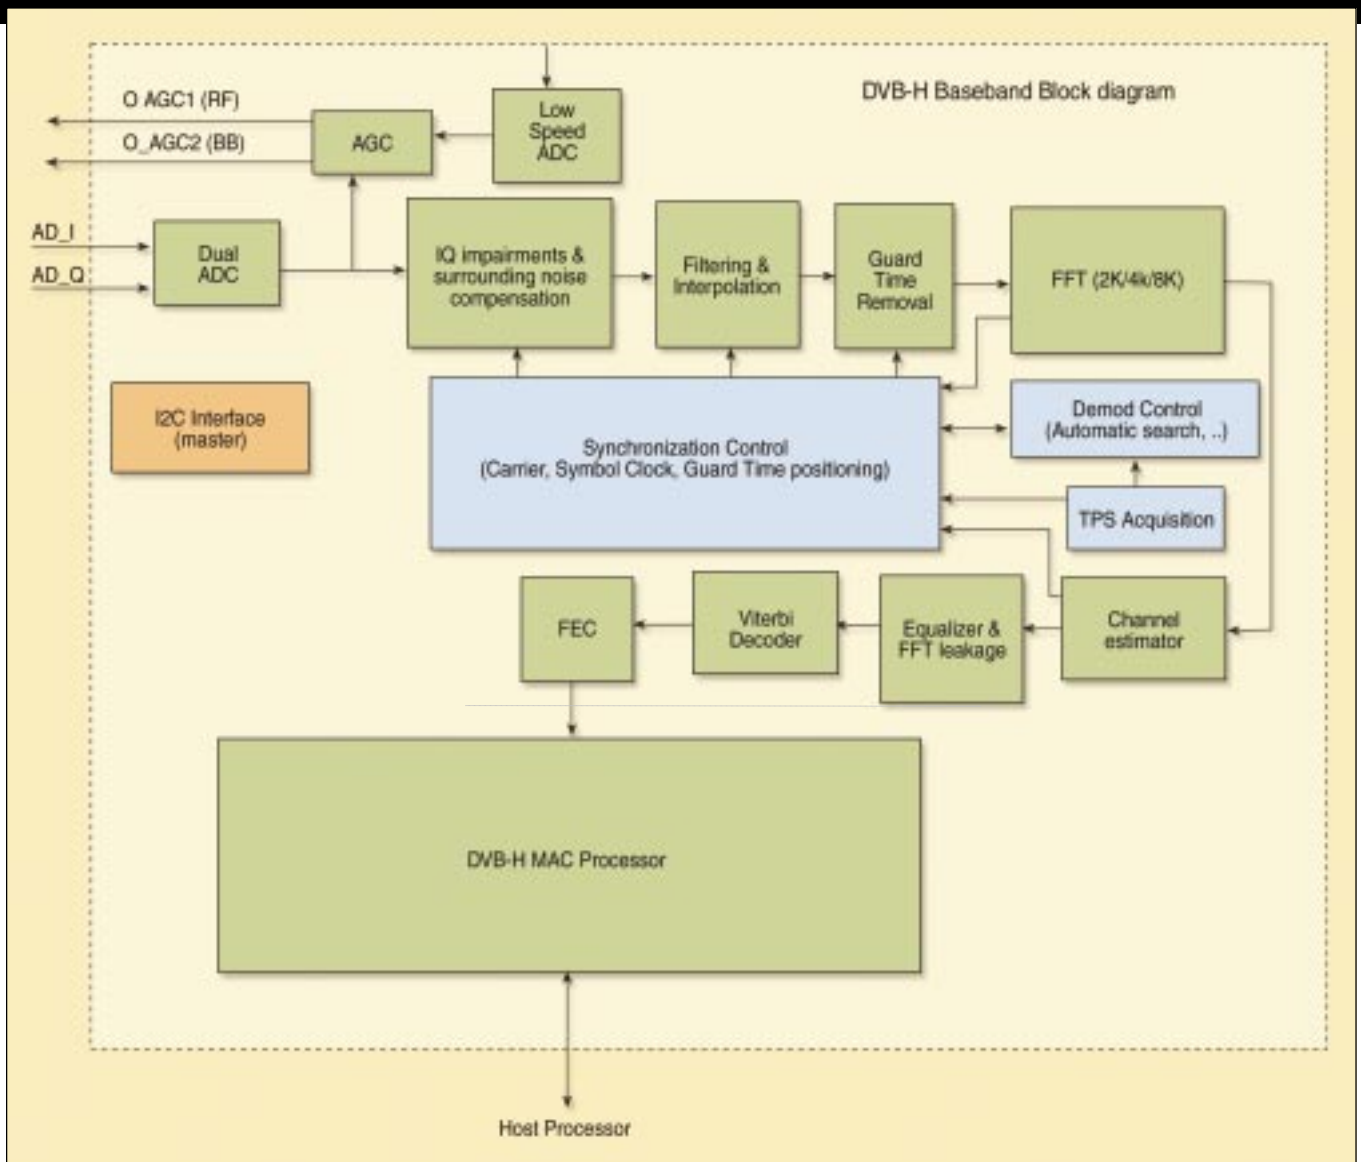 DVB-H Baseband Block diagram
O AGC1 (RF)
O_AGC2 (BB)
AGC
Low
Speed
ADC
AD_I
AD_Q
Dual
ADC
IQ impairments &
surrounding noise
compensation
Filtering &
Interpolation
Guard
Time
Removal
FFT (2K/4k/8K)
I2C Interface
(master)
Synchronization Control
(Carrier, Symbol Clock, Guard Time positioning)
Demod Control
(Automatic search, ..)
TPS Acquisition
FEC
Viterbi
Decoder
Equalizer &
FFT leakage
Channel
estimator
DVB-H MAC Processor
Host Processor